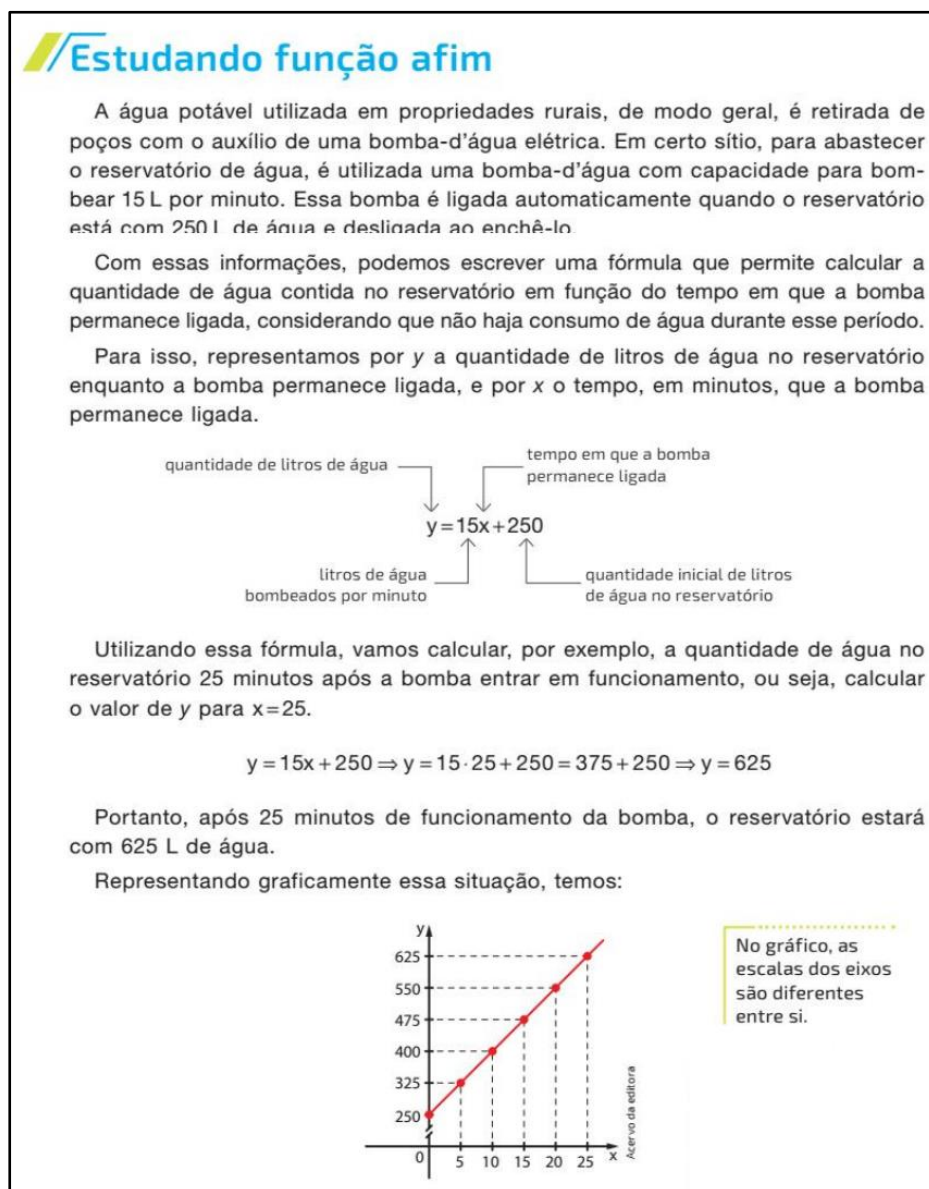 Estudando função afim
A água potável utilizada em propriedades rurais, de modo geral, é retirada de
poços com o auxílio de uma bomba-d'água elétrica. Em certo sítio, para abastecer
o reservatório de água, é utilizada uma bomba-d'água com capacidade para bom-
bear 15 L por minuto. Essa bomba é ligada automaticamente quando o reservatório
está com 250 L de água e desligada ao enchê-lo.
Com essas informações, podemos escrever uma fórmula que permite calcular a
quantidade de água contida no reservatório em função do tempo em que a bomba
permanece ligada, considerando que não haja consumo de água durante esse período.
Para isso, representamos por y a quantidade de litros de água no reservatório
enquanto a bomba permanece ligada, e por x o tempo, em minutos, que a bomba
permanece ligada.
quantidade de litros de água
tempo em que a bomba
permanece ligada
y=15x+250
litros de água
bombeados por minuto
quantidade inicial de litros
de água no reservatório
Utilizando essa fórmula, vamos calcular, por exemplo, a quantidade de água no
reservatório 25 minutos após a bomba entrar em funcionamento, ou seja, calcular
o valor de y para x=25.
y = 15x + 250 ⇒ y = 15 · 25 + 250 = 375 + 250 ⇒ y = 625
Portanto, após 25 minutos de funcionamento da bomba, o reservatório estará
com 625 L de água.
Representando graficamente essa situação, temos:
y
625
550
475
400
325
250
0 5 10 15 20 25 x
Acervo da editora
No gráfico, as
escalas dos eixos
são diferentes
entre si.